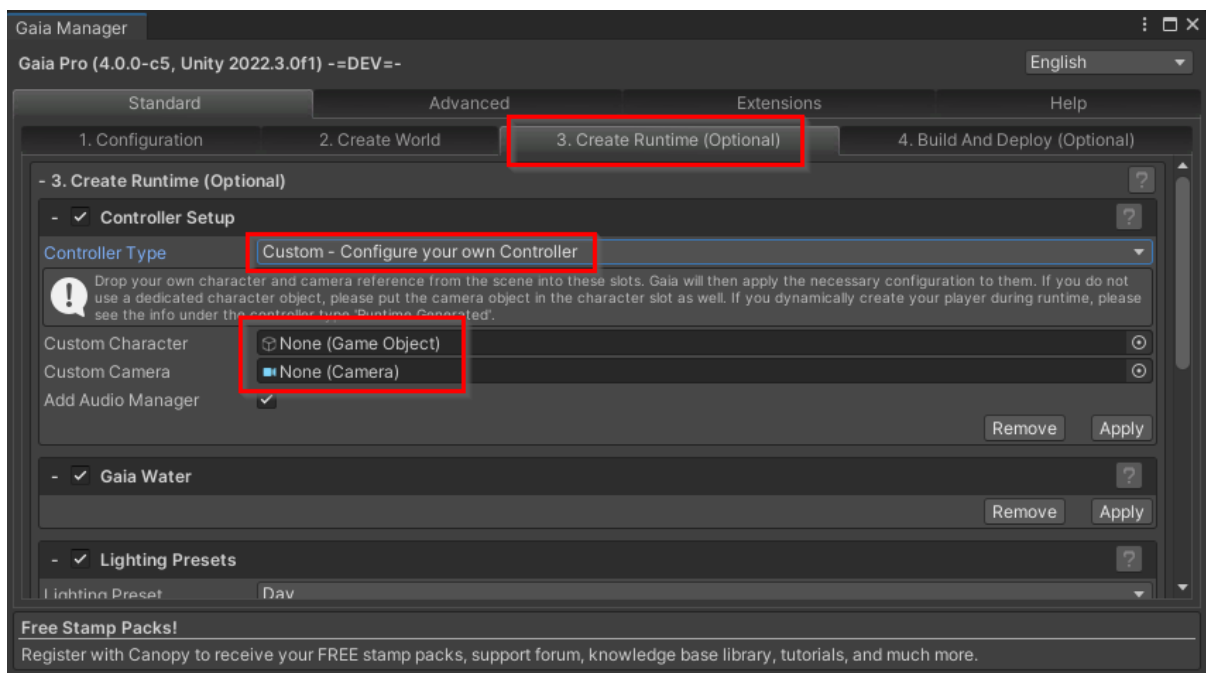 Gaia Manager
Gaia Pro (4.0.0-c5, Unity 2022.3.0f1) -=DEV=-
English
Standard
Advanced
Extensions
Help
1. Configuration
2. Create World
3. Create Runtime (Optional)
4. Build And Deploy (Optional)
- 3. Create Runtime (Optional)
?
- Controller Setup
?
Controller Type
Custom - Configure your own Controller
Drop your own character and camera reference from the scene into these slots. Gaia will then apply the necessary configuration to them. If you do not
use a dedicated character object, please put the camera object in the character slot as well. If you dynamically create your player during runtime, please
see the info under the controller type 'Runtime Generated'.
Custom Character
None (Game Object)
Custom Camera
None (Camera)
Add Audio Manager
Remove
Apply
- Gaia Water
?
Remove
Apply
- Lighting Presets
?
Lighting Preset
Day
Free Stamp Packs!
Register with Canopy to receive your FREE stamp packs, support forum, knowledge base library, tutorials, and much more.